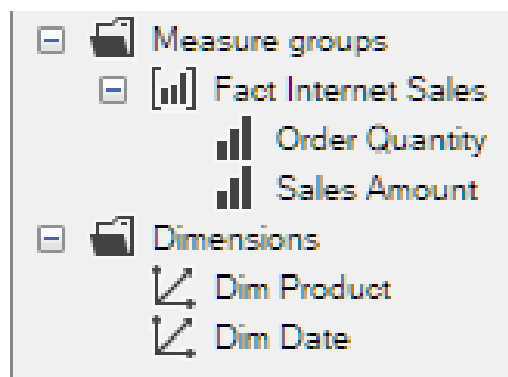 Measure groups
Fact Internet Sales
Order Quantity
Sales Amount
Dimensions
Dim Product
Dim Date